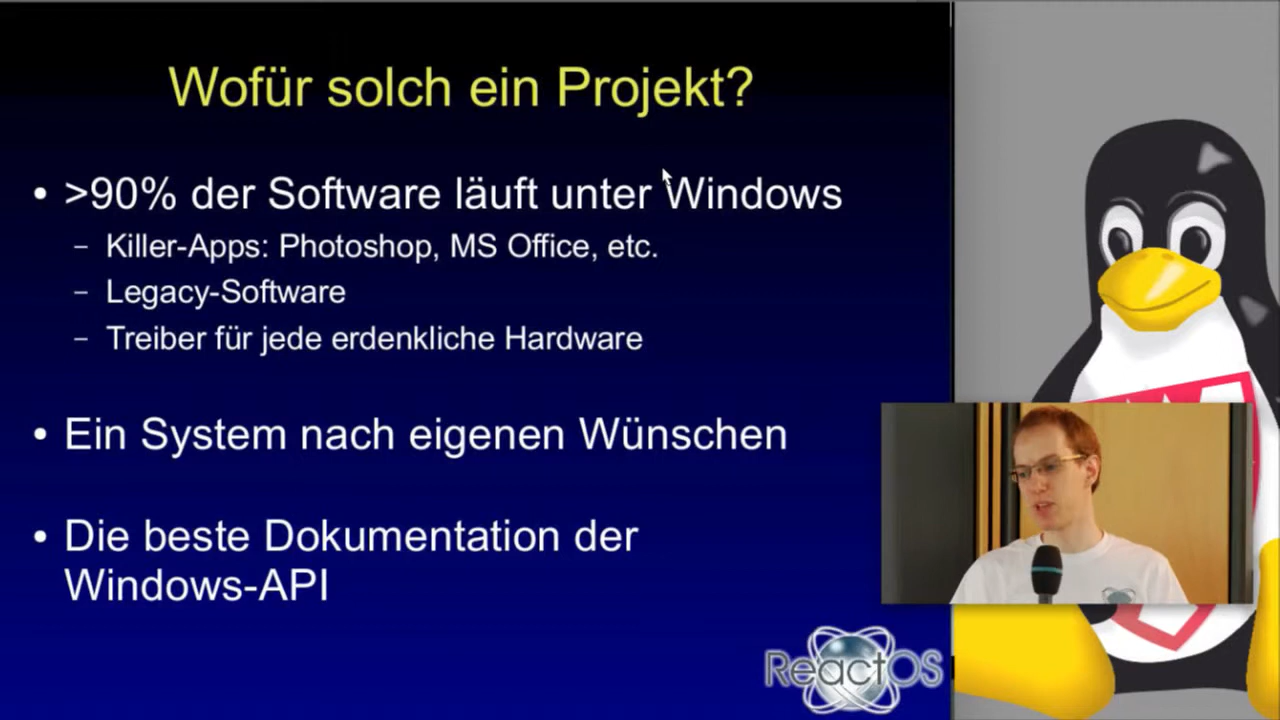 Wofür solch ein Projekt?
• >90% der Software läuft unter Windows
– Killer-Apps: Photoshop, MS Office, etc.
– Legacy-Software
– Treiber für jede erdenkliche Hardware
• Ein System nach eigenen Wünschen
• Die beste Dokumentation der
Windows-API
ReactOS